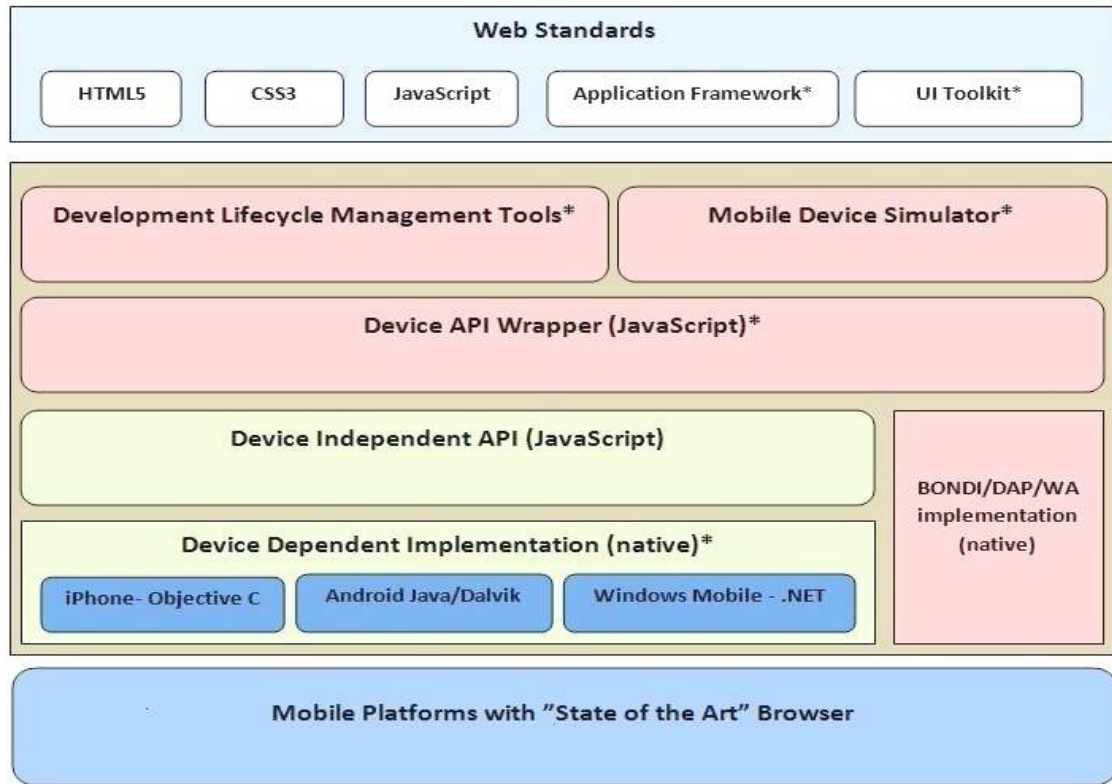 Web Standards
HTML5
CSS3
JavaScript
Application Framework*
UI Toolkit*
Development Lifecycle Management Tools*
Mobile Device Simulator*
Device API Wrapper (JavaScript)*
Device Independent API (JavaScript)
BONDI/DAP/WA
implementation
(native)
Device Dependent Implementation (native)*
iPhone- Objective C
Android Java/Dalvik
Windows Mobile - .NET
Mobile Platforms with ”State of the Art” Browser